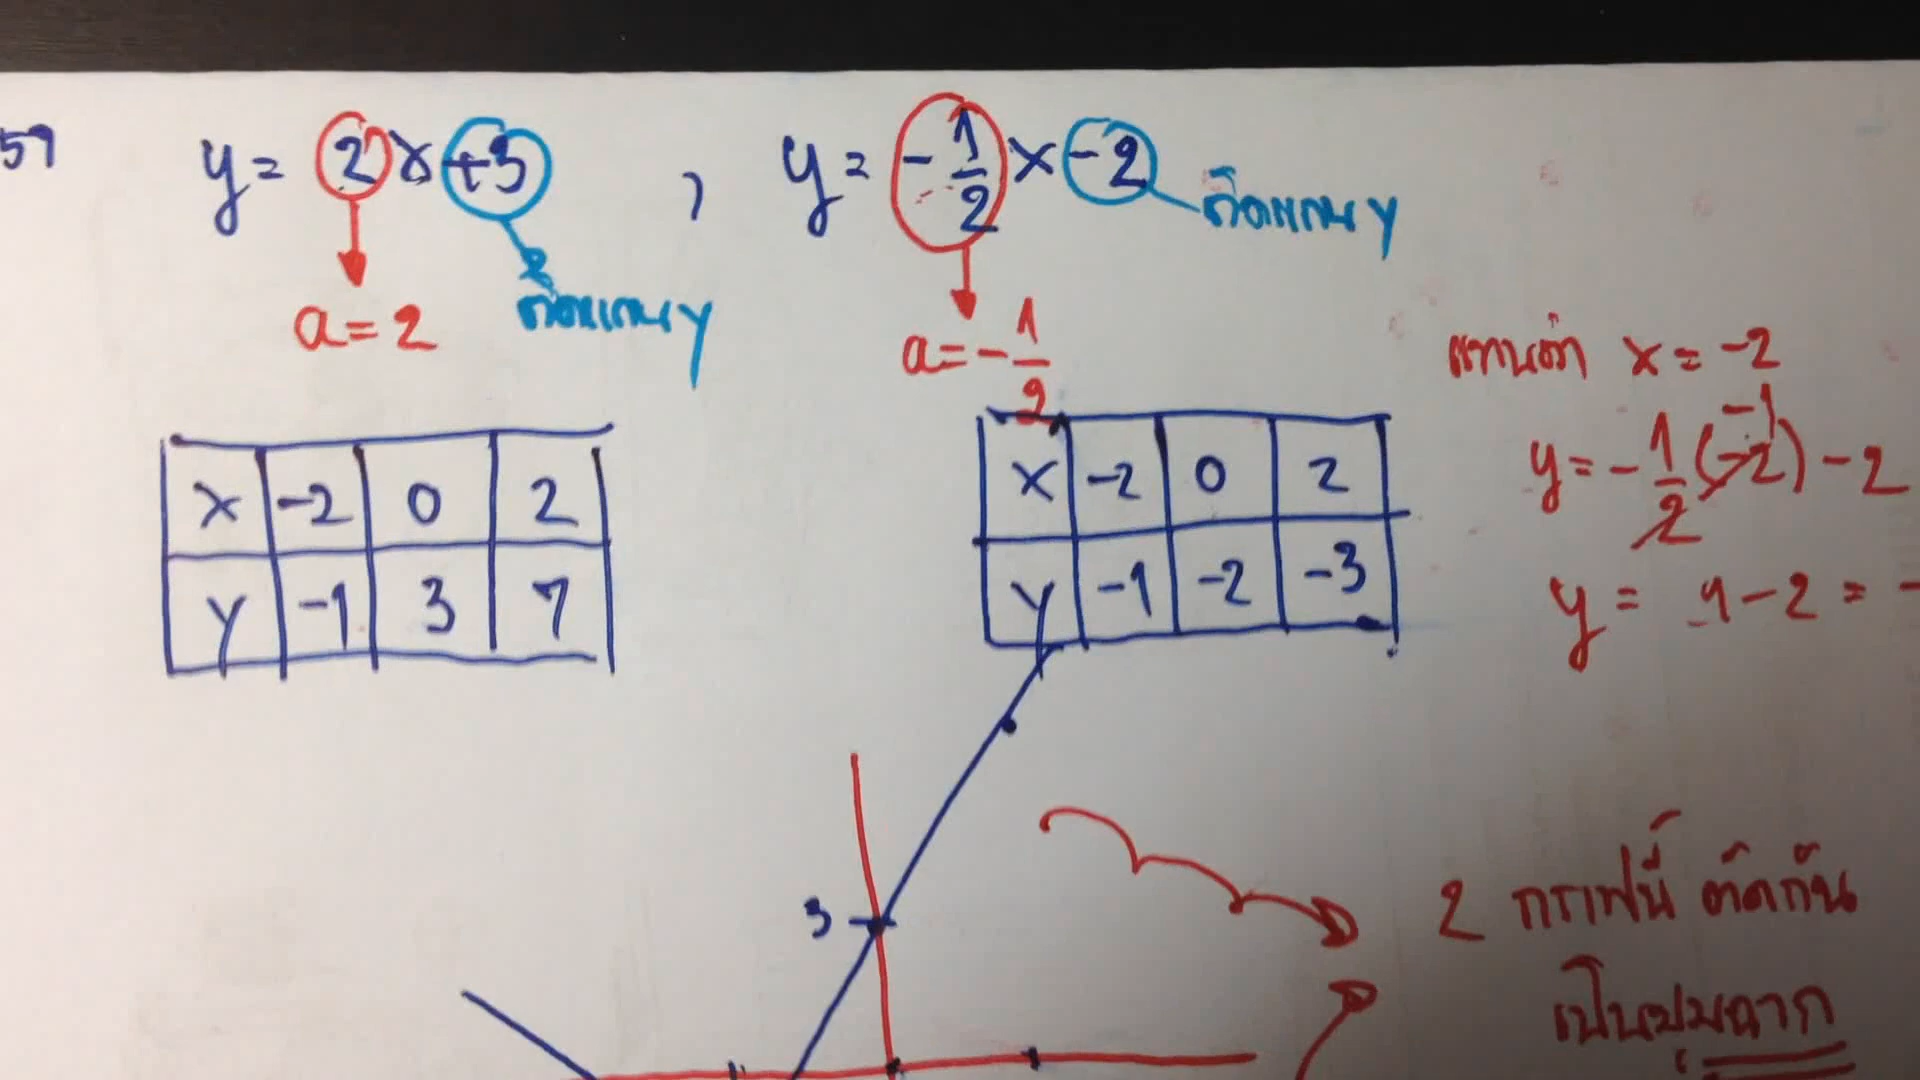 59
y = 2x +3 , y = -1/2 x -2
ตัดแกน y
a = 2
ตัดแกน y
a = -1/2
แทนค่า x = -2
y = -1/2 (-2) -2
-1
y = 1 - 2 = -
X -2 0 2
Y -1 3 7
X -2 0 2
Y -1 -2 -3
3
2 กราฟนี้ ตัดกัน
เป็นมุมฉาก